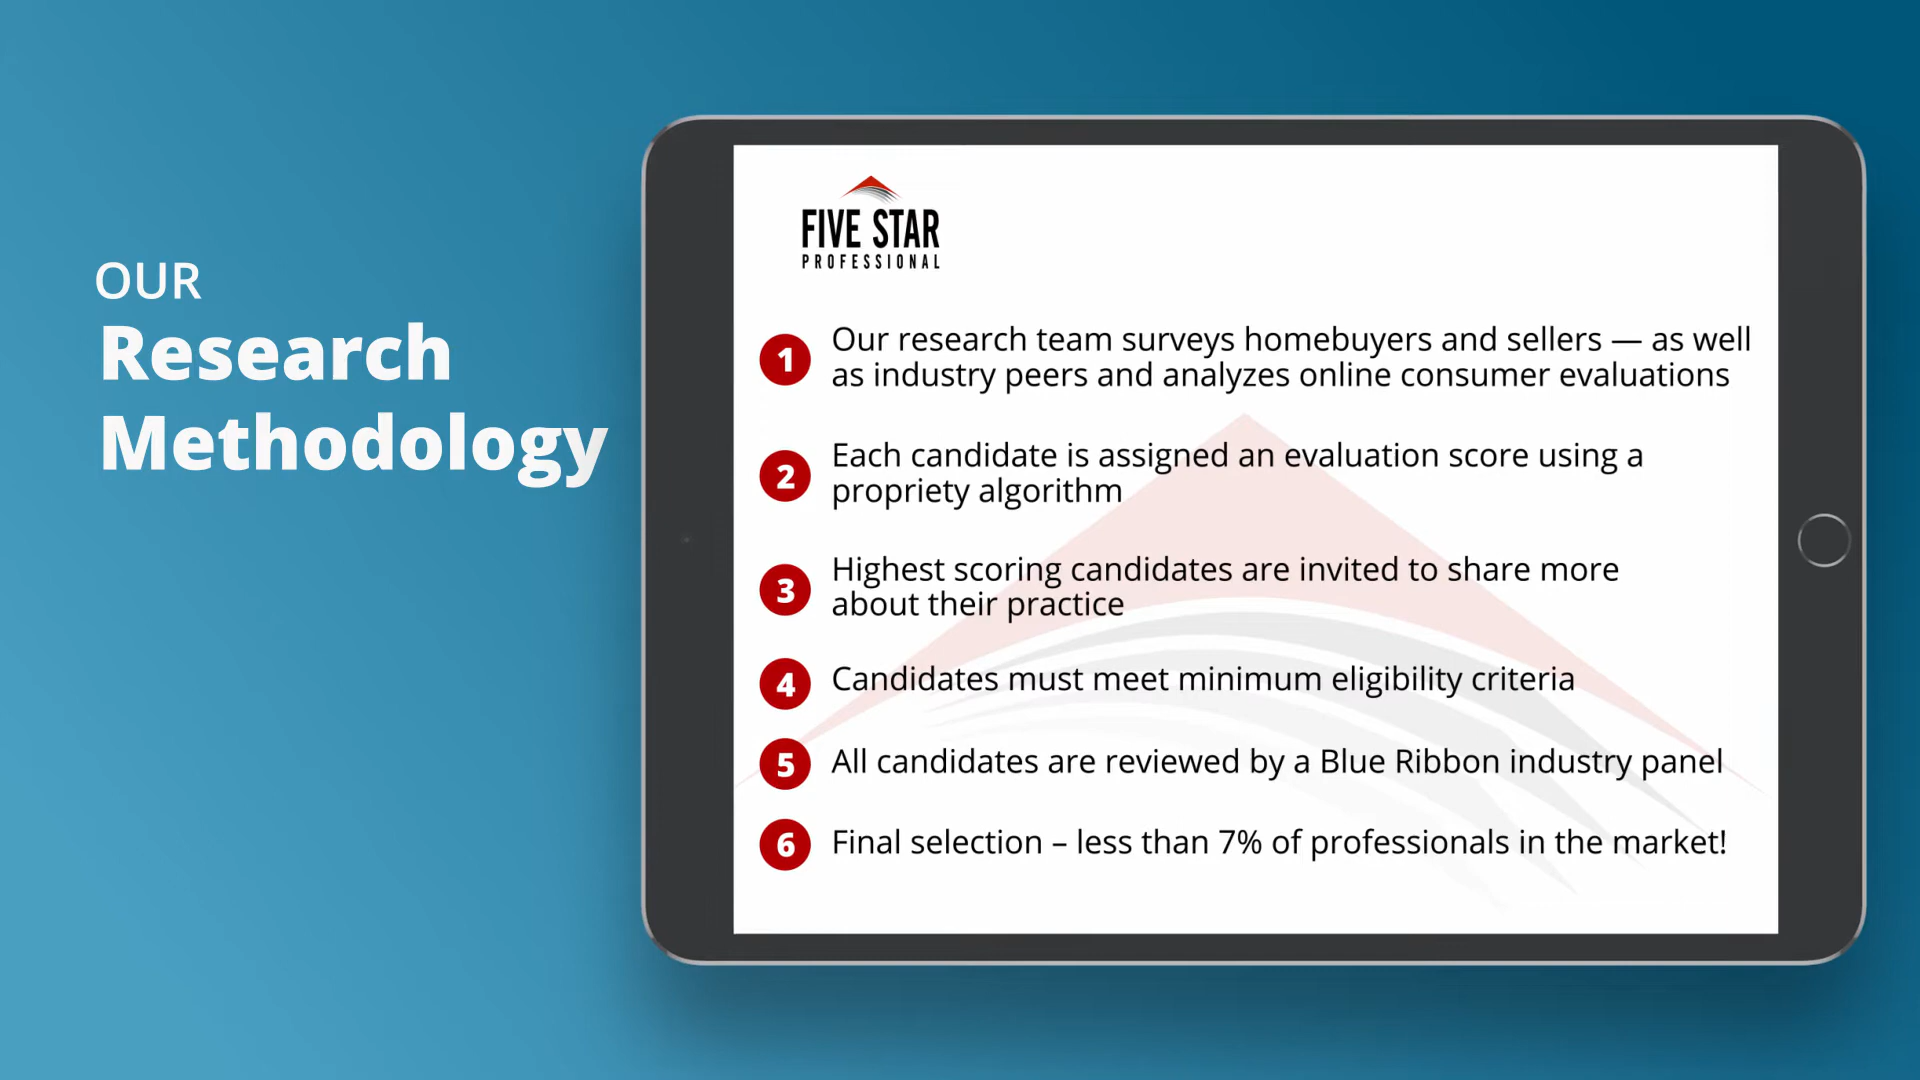 OUR
Research
Methodology
FIVE STAR
PROFESSIONAL
1 Our research team surveys homebuyers and sellers — as well
as industry peers and analyzes online consumer evaluations
2 Each candidate is assigned an evaluation score using a
propriety algorithm
3 Highest scoring candidates are invited to share more
about their practice
4 Candidates must meet minimum eligibility criteria
5 All candidates are reviewed by a Blue Ribbon industry panel
6 Final selection – less than 7% of professionals in the market!